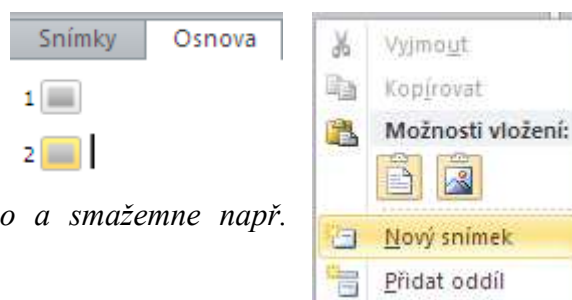 Snímky Osnova
1
2
o a smažemne např.
Vyjmout
Kopírovat
Možnosti vložení:
Nový snímek
Přidat oddíl